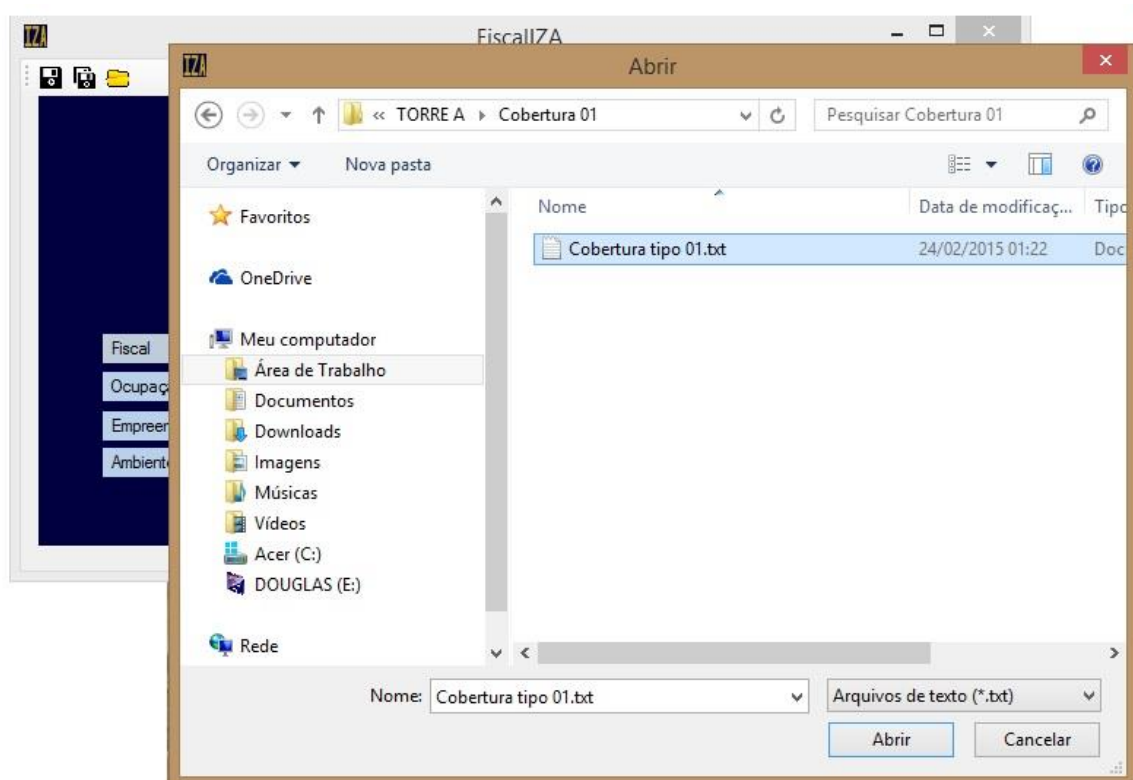 IZA FiscalIZA
IZA Abrir
« TORRE A Cobertura 01
Pesquisar Cobertura 01
Organizar Nova pasta
Nome Data de modificaç... Tipo
Favoritos
Cobertura tipo 01.txt 24/02/2015 01:22 Doc
OneDrive
Meu computador
Área de Trabalho
Documentos
Downloads
Imagens
Músicas
Vídeos
Acer (C:)
DOUGLAS (E:)
Rede
Fiscal
Ocupaç
Empreer
Ambient
Nome: Cobertura tipo 01.txt
Arquivos de texto (*.txt)
Abrir Cancelar